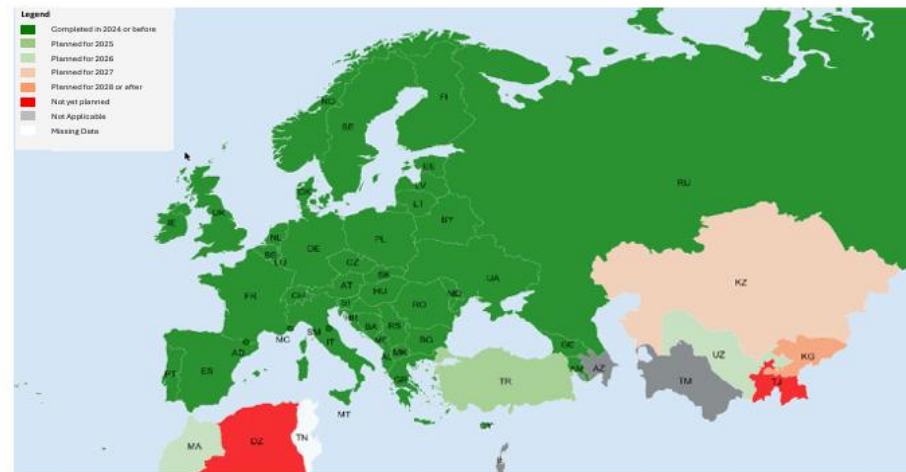 Legend
Completed in 2024 or before
Planned for 2025
Planned for 2026
Planned for 2027
Planned for 2028 or after
Not yet planned
Not Applicable
Missing Data
NO
FI
SE
EE
RU
LV
DK
LT
IE
UK
BY
NL
DE
PL
BE
LU
CZ
UA
SK
KZ
AT
HU
FR
CH
MD
SI
RO
HR
SM
BA
RS
MC
IT
ME
BG
GE
UZ
AD
AL
MK
AM
AZ
KG
PT
ES
GR
TR
TM
TJ
MT
CY
MA
DZ
TN
IL